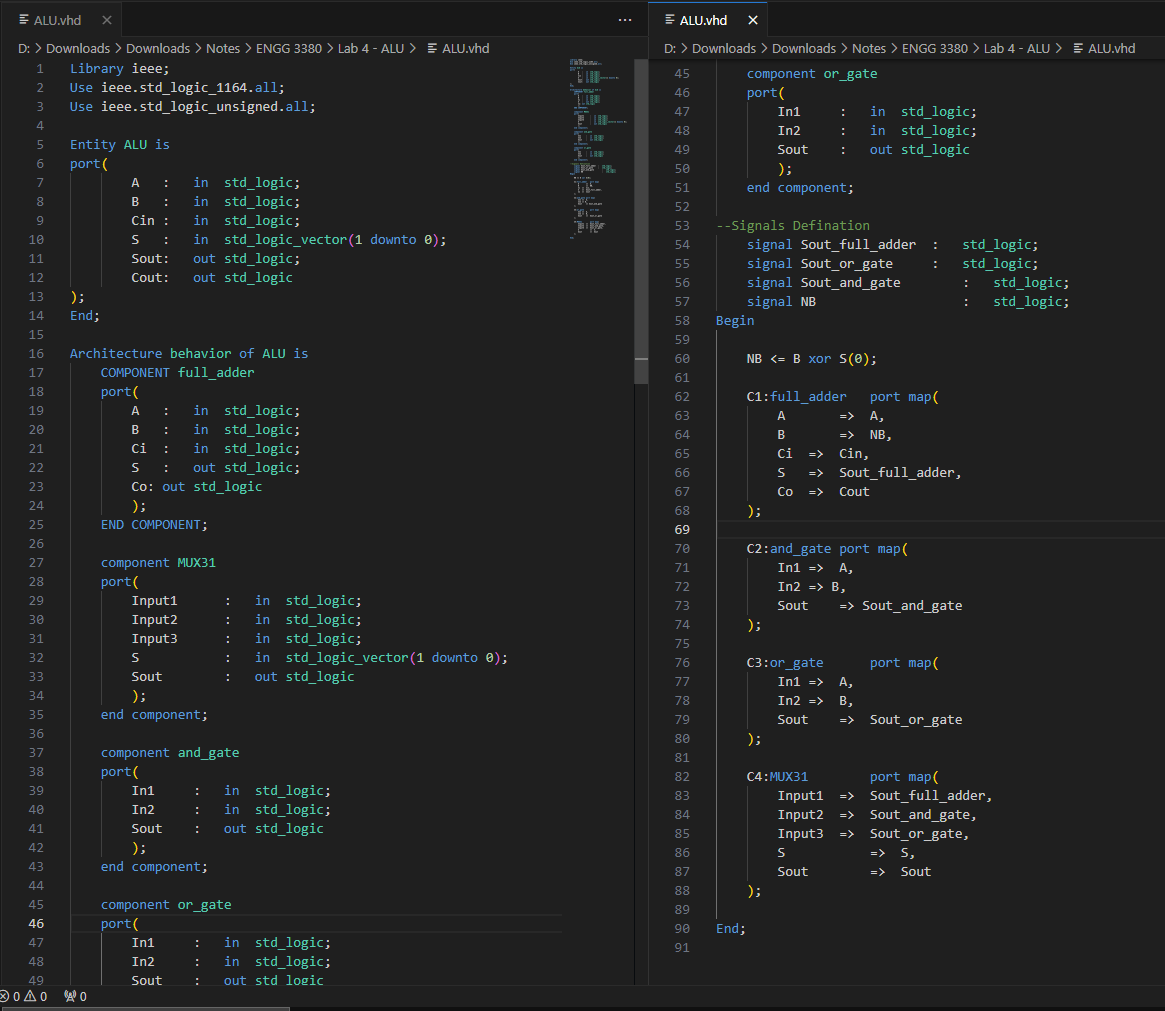 ALU.vhd
D: > Downloads > Downloads > Notes > ENGG 3380 > Lab 4 - ALU > ALU.vhd
1 Library ieee;
2 Use ieee.std_logic_1164.all;
3 Use ieee.std_logic_unsigned.all;
4
5 Entity ALU is
6 port(
7 A : in std_logic;
8 B : in std_logic;
9 Cin : in std_logic;
10 S : in std_logic_vector(1 downto 0);
11 Sout: out std_logic;
12 Cout: out std_logic
13 );
14 End;
15
16 Architecture behavior of ALU is
17 COMPONENT full_adder
18 port(
19 A : in std_logic;
20 B : in std_logic;
21 Ci : in std_logic;
22 S : out std_logic;
23 Co: out std_logic
24 );
25 END COMPONENT;
26
27 component MUX31
28 port(
29 Input1 : in std_logic;
30 Input2 : in std_logic;
31 Input3 : in std_logic;
32 S : in std_logic_vector(1 downto 0);
33 Sout : out std_logic
34 );
35 end component;
36
37 component and_gate
38 port(
39 In1 : in std_logic;
40 In2 : in std_logic;
41 Sout : out std_logic
42 );
43 end component;
44
45 component or_gate
46 port(
47 In1 : in std_logic;
48 In2 : in std_logic;
49 Sout : out std_logic
ALU.vhd
D: > Downloads > Downloads > Notes > ENGG 3380 > Lab 4 - ALU > ALU.vhd
45 component or_gate
46 port(
47 In1 : in std_logic;
48 In2 : in std_logic;
49 Sout : out std_logic
50 );
51 end component;
52
53 --Signals Defination
54 signal Sout_full_adder : std_logic;
55 signal Sout_or_gate : std_logic;
56 signal Sout_and_gate : std_logic;
57 signal NB : std_logic;
58 Begin
59
60 NB <= B xor S(0);
61
62 C1:full_adder port map(
63 A => A,
64 B => NB,
65 Ci => Cin,
66 S => Sout_full_adder,
67 Co => Cout
68 );
69
70 C2:and_gate port map(
71 In1 => A,
72 In2 => B,
73 Sout => Sout_and_gate
74 );
75
76 C3:or_gate port map(
77 In1 => A,
78 In2 => B,
79 Sout => Sout_or_gate
80 );
81
82 C4:MUX31 port map(
83 Input1 => Sout_full_adder,
84 Input2 => Sout_and_gate,
85 Input3 => Sout_or_gate,
86 S => S,
87 Sout => Sout
88 );
89
90 End;
91
0 0 0